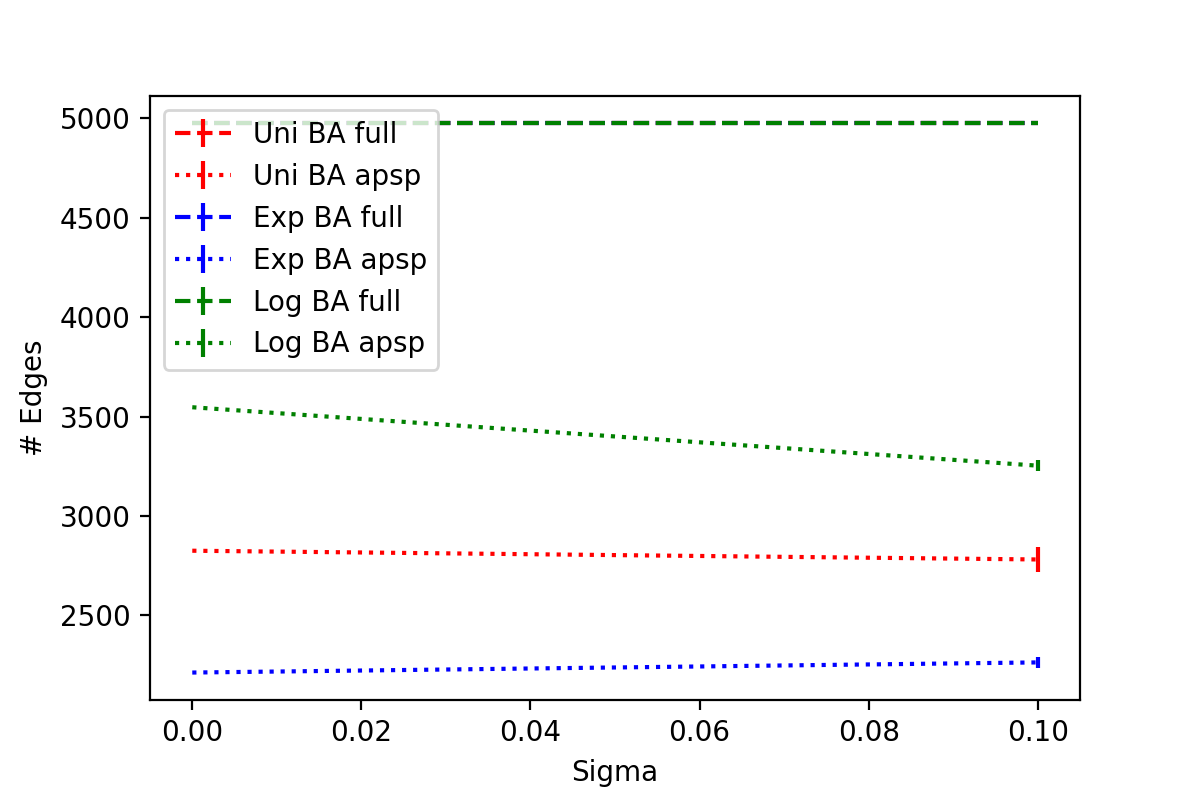 5000
4500
4000
3500
3000
2500
# Edges
Uni BA full
Uni BA apsp
Exp BA full
Exp BA apsp
Log BA full
Log BA apsp
0.00 0.02 0.04 0.06 0.08 0.10
Sigma